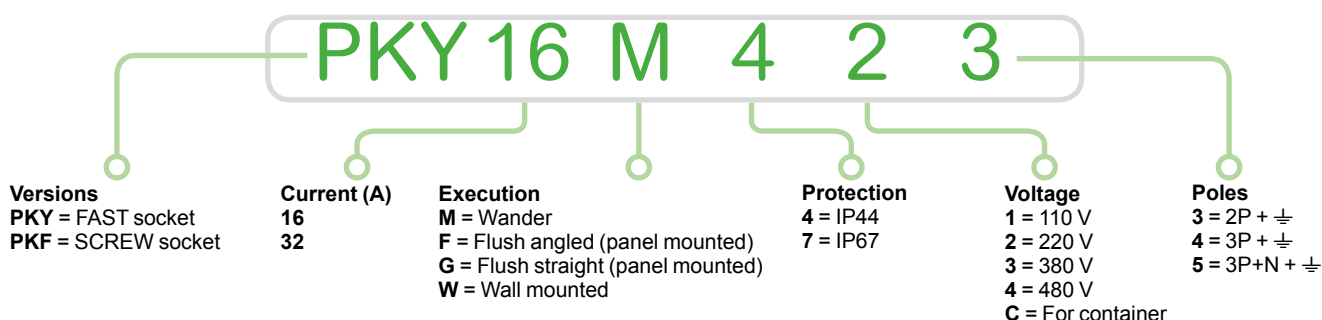 PKY 16 M 4 2 3
Versions
PKY = FAST socket
PKF = SCREW socket
Current (A)
16
32
Execution
M = Wander
F = Flush angled (panel mounted)
G = Flush straight (panel mounted)
W = Wall mounted
Protection
4 = IP44
7 = IP67
Voltage
1 = 110 V
2 = 220 V
3 = 380 V
4 = 480 V
C = For container
Poles
3 = 2P + ⏚
4 = 3P + ⏚
5 = 3P+N + ⏚